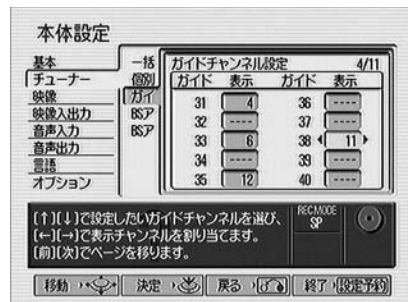 本体設定
基本
チューナー
映像
映像入出力
音声入力
音声出力
言語
オプション
一括
個別
ガイ
BSア
BSア
ガイドチャンネル設定 4/11
ガイド 表示 ガイド 表示
31 4 36 ----
32 ---- 37 ----
33 6 38 11
34 ---- 39 ----
35 12 40 ----
[↑][↓]で設定したいガイドチャンネルを選び、
[←][→]で表示チャンネルを割り当てます。
[前][次]でページを移ります。
REC MODE
SP
移動 決定 戻る 終了 設定予約